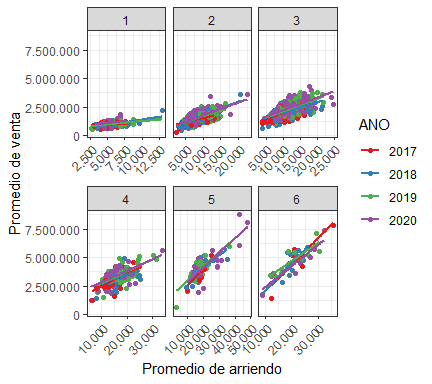 1 2 3
7.500.000
5.000.000
2.500.000
0
2.500 5.000 7.500 10.000 12.500
5.000 10.000 15.000 20.000
5.000 10.000 15.000 20.000 25.000
4 5 6
7.500.000
5.000.000
2.500.000
0
10.000 20.000 30.000
10.000 20.000 30.000 40.000 50.000
10.000 20.000 30.000
Promedio de venta
Promedio de arriendo
ANO
2017
2018
2019
2020